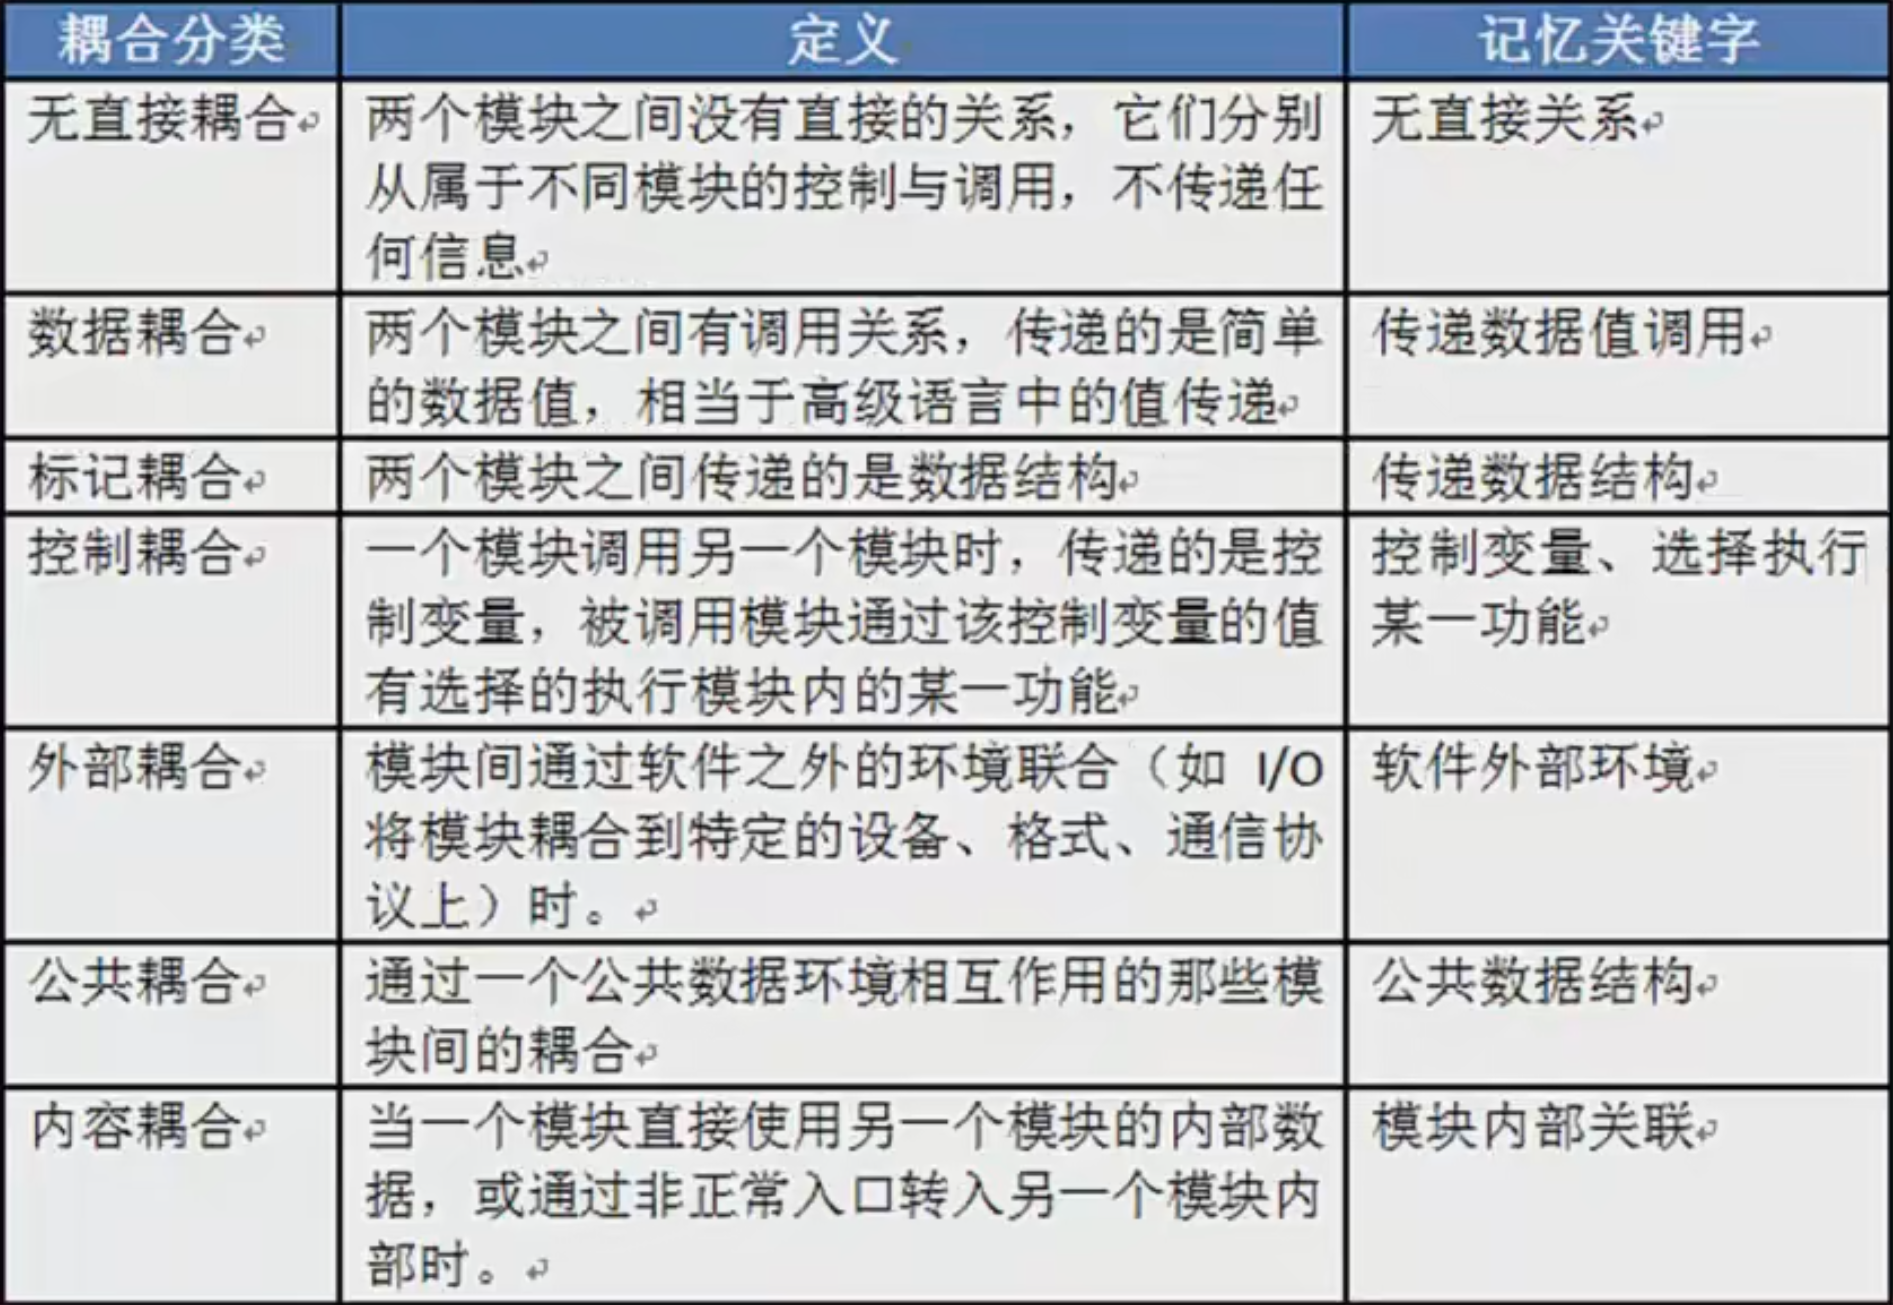 耦合分类
定义
记忆关键字
无直接耦合
两个模块之间没有直接的关系，它们分别
从属于不同模块的控制与调用，不传递任
何信息
无直接关系
数据耦合
两个模块之间有调用关系，传递的是简单
的数据值，相当于高级语言中的值传递
传递数据值调用
标记耦合
两个模块之间传递的是数据结构
传递数据结构
控制耦合
一个模块调用另一个模块时，传递的是控
制变量，被调用模块通过该控制变量的值
有选择的执行模块内的某一功能
控制变量、选择执行
某一功能
外部耦合
模块间通过软件之外的环境联合（如 I/O
将模块耦合到特定的设备、格式、通信协
议上）时。
软件外部环境
公共耦合
通过一个公共数据环境相互作用的那些模
块间的耦合
公共数据结构
内容耦合
当一个模块直接使用另一个模块的内部数
据，或通过非正常入口转入另一个模块内
部时。
模块内部关联